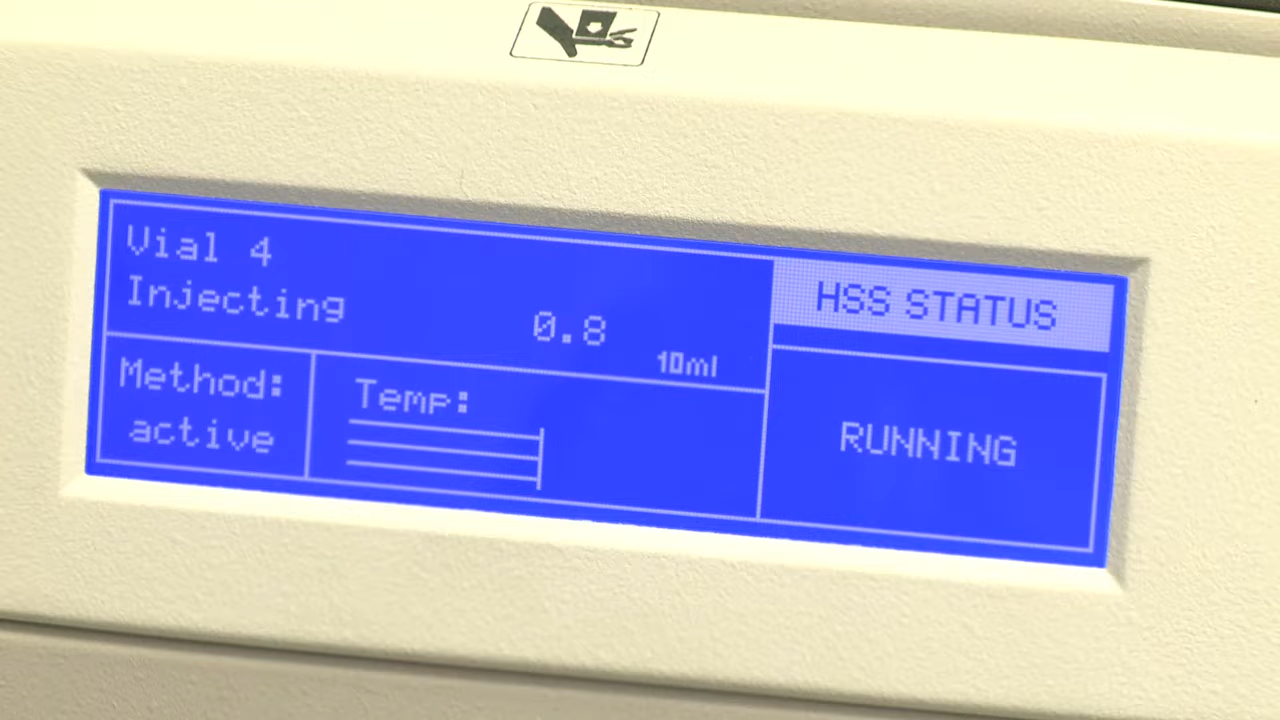 Vial 4
Injecting
0.8
10ml
HSS STATUS
Method:
active
Temp:
RUNNING